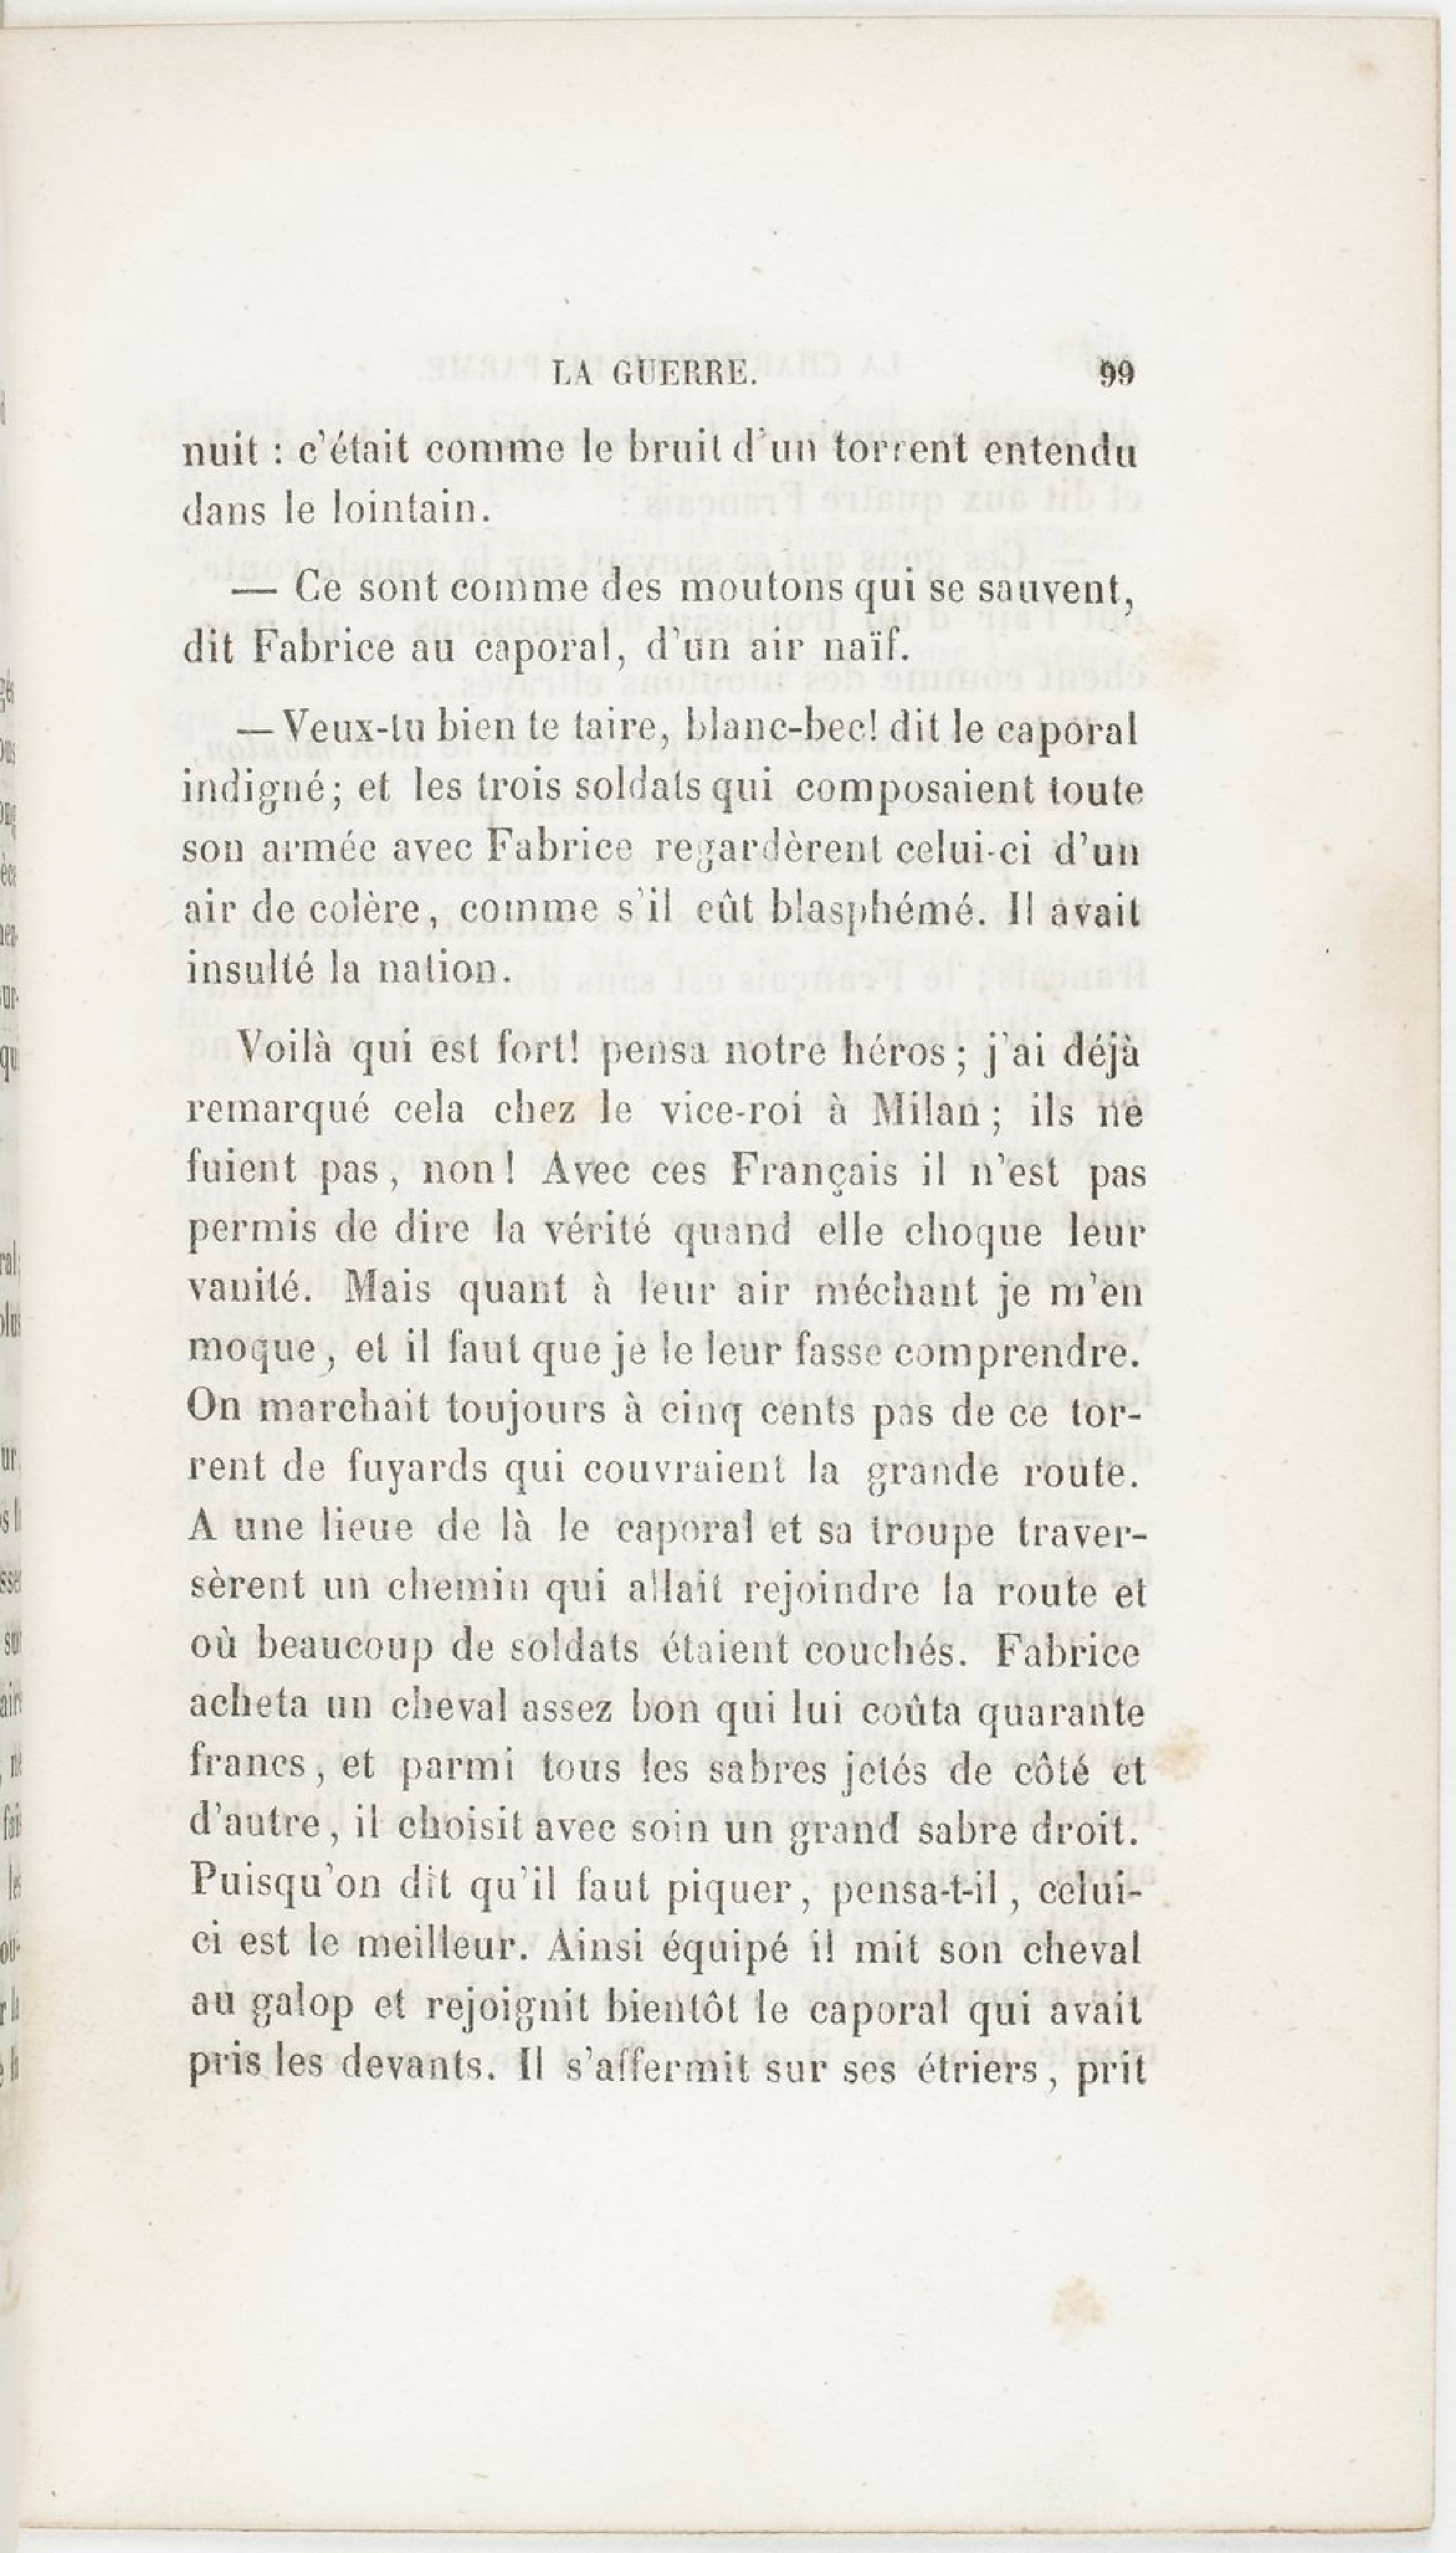 LA GUERRE. 99
nuit : c'était comme le bruit d'un torrent entendu
dans le lointain.
— Ce sont comme des moutons qui se sauvent,
dit Fabrice au caporal, d'un air naïf.
— Veux-tu bien te taire, blanc-bec! dit le caporal
indigné; et les trois soldats qui composaient toute
son armée avec Fabrice regardèrent celui-ci d'un
air de colère, comme s'il eût blasphémé. Il avait
insulté la nation.
Voilà qui est fort! pensa notre héros; j'ai déjà
remarqué cela chez le vice-roi à Milan; ils ne
fuient pas, non! Avec ces Français il n'est pas
permis de dire la vérité quand elle choque leur
vanité. Mais quant à leur air méchant je m'en
moque, et il faut que je le leur fasse comprendre.
On marchait toujours à cinq cents pas de ce tor-
rent de fuyards qui couvraient la grande route.
A une lieue de là le caporal et sa troupe traver-
sèrent un chemin qui allait rejoindre la route et
où beaucoup de soldats étaient couchés. Fabrice
acheta un cheval assez bon qui lui coûta quarante
francs, et parmi tous les sabres jetés de côté et
d'autre, il choisit avec soin un grand sabre droit.
Puisqu'on dit qu'il faut piquer, pensa-t-il, celui-
ci est le meilleur. Ainsi équipé il mit son cheval
au galop et rejoignit bientôt le caporal qui avait
pris les devants. Il s'affermit sur ses étriers, prit